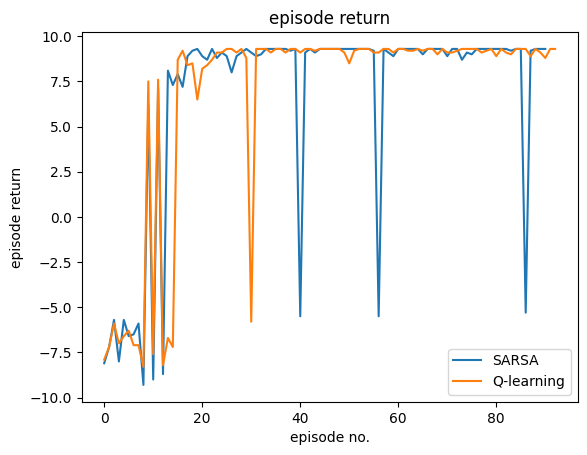 episode return
10.0
7.5
5.0
2.5
0.0
−2.5
−5.0
−7.5
−10.0
episode return
0
20
40
60
80
episode no.
SARSA
Q-learning